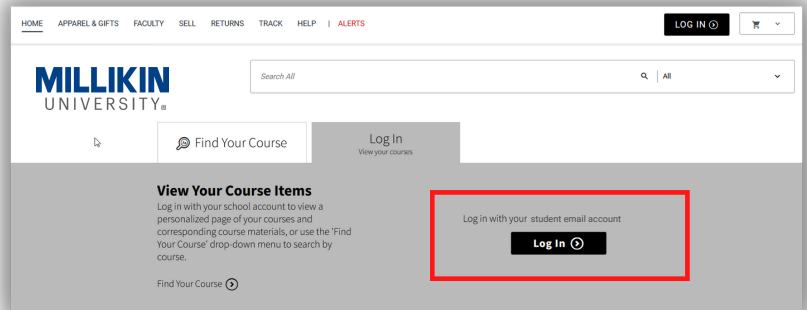 HOME APPAREL & GIFTS FACULTY SELL RETURNS TRACK HELP | ALERTS LOG IN
MILLIKIN
UNIVERSITY®
Search All All
Find Your Course
Log In
View your courses
View Your Course Items
Log in with your school account to view a
personalized page of your courses and
corresponding course materials, or use the 'Find
Your Course' drop-down menu to search by
course.
Find Your Course
Log in with your student email account
Log In